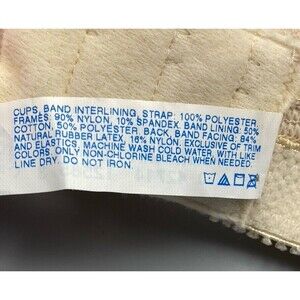 CUPS, BAND INTERLINING, STRAP: 100% POLYESTER,
FRAMES: 90% NYLON, 10% SPANDEX, BAND LINING: 50%
COTTON, 50% POLYESTER, BACK, BAND FACING: 84%
NATURAL RUBBER LATEX, 16% NYLON. EXCLUSIVE OF TRIM
AND ELASTICS, MACHINE WASH COLD WATER, WITH LIKE
COLORS. ONLY NON-CHLORINE BLEACH WHEN NEEDED.
LINE DRY. DO NOT IRON.